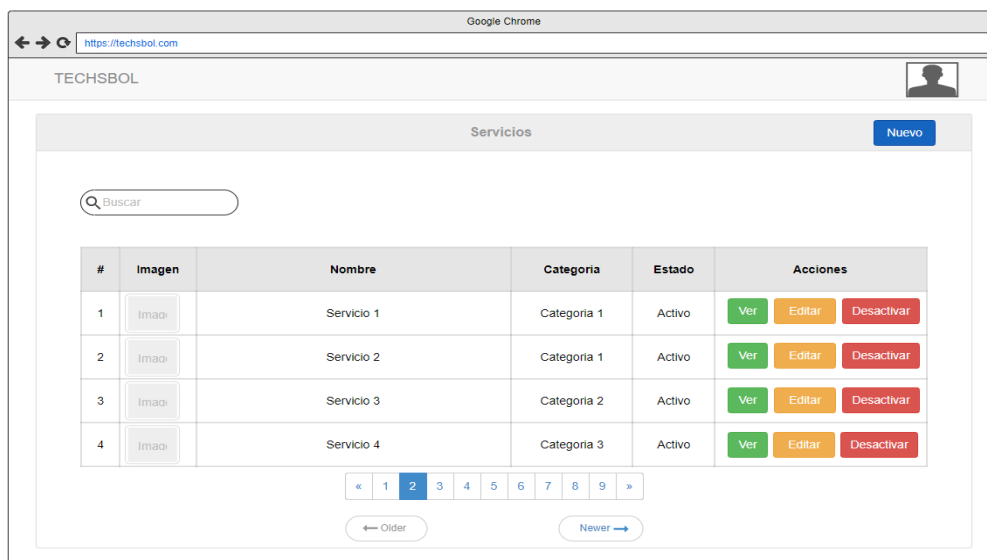 Google Chrome
https://techsbol.com
TECHSBOL
Servicios
Nuevo
Buscar
# Imagen Nombre Categoria Estado Acciones
1 Servicio 1 Categoria 1 Activo Ver Editar Desactivar
2 Servicio 2 Categoria 1 Activo Ver Editar Desactivar
3 Servicio 3 Categoria 2 Activo Ver Editar Desactivar
4 Servicio 4 Categoria 3 Activo Ver Editar Desactivar
« 1 2 3 4 5 6 7 8 9 »
Older Newer